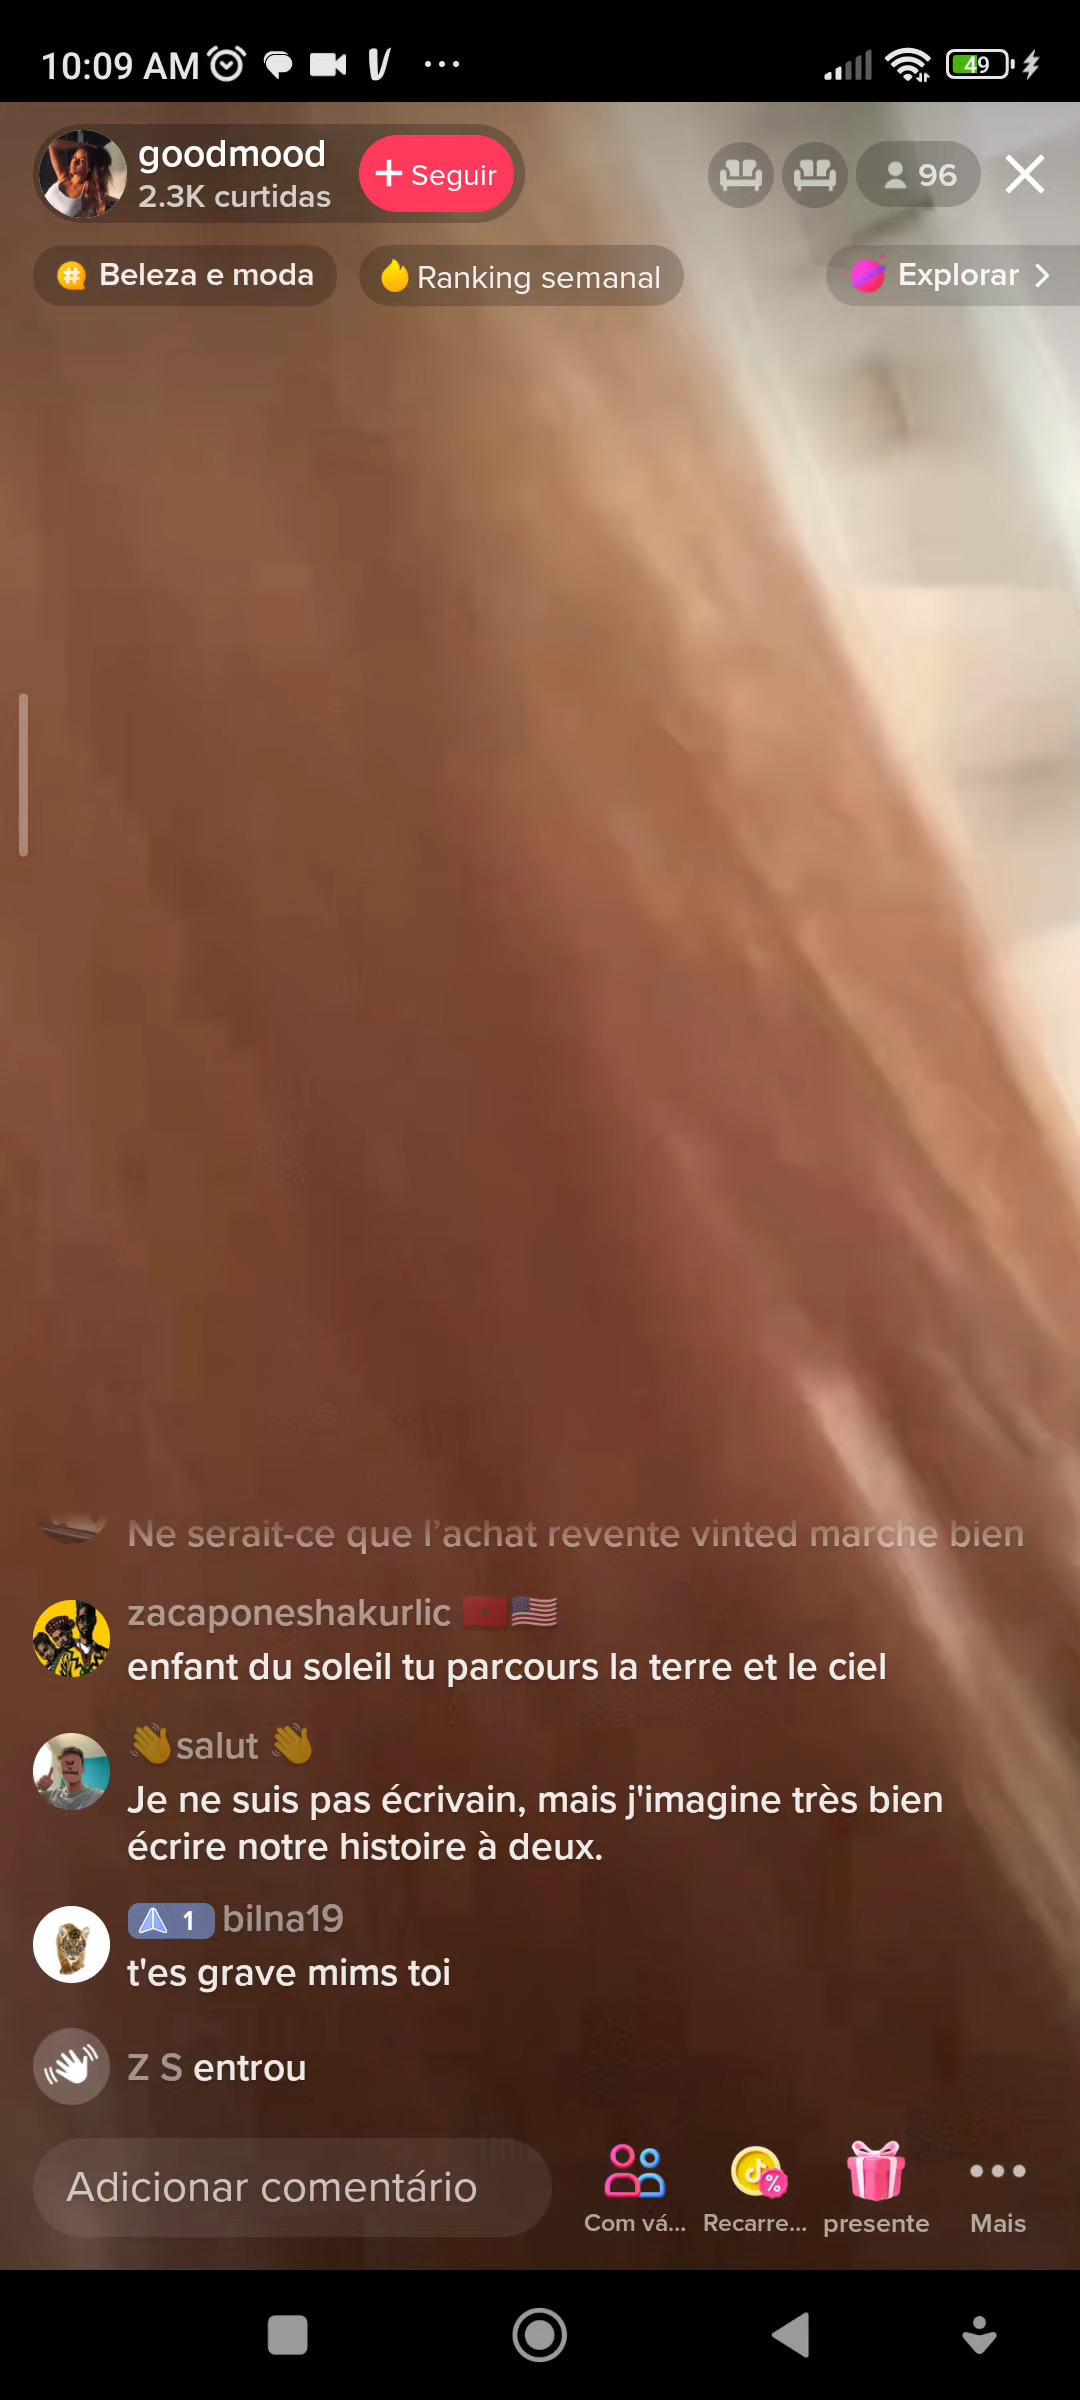 10:09 AM
49
goodmood
2.3K curtidas
+ Seguir
96
Beleza e moda
Ranking semanal
Explorar >
Ne serait-ce que l’achat revente vinted marche bien
zacaponeshakurlic 🇲🇦🇺🇸
enfant du soleil tu parcours la terre et le ciel
👋salut 👋
Je ne suis pas écrivain, mais j'imagine très bien
écrire notre histoire à deux.
1 bilna19
t'es grave mims toi
Z S entrou
Adicionar comentário
Com vá...
Recarre...
presente
Mais